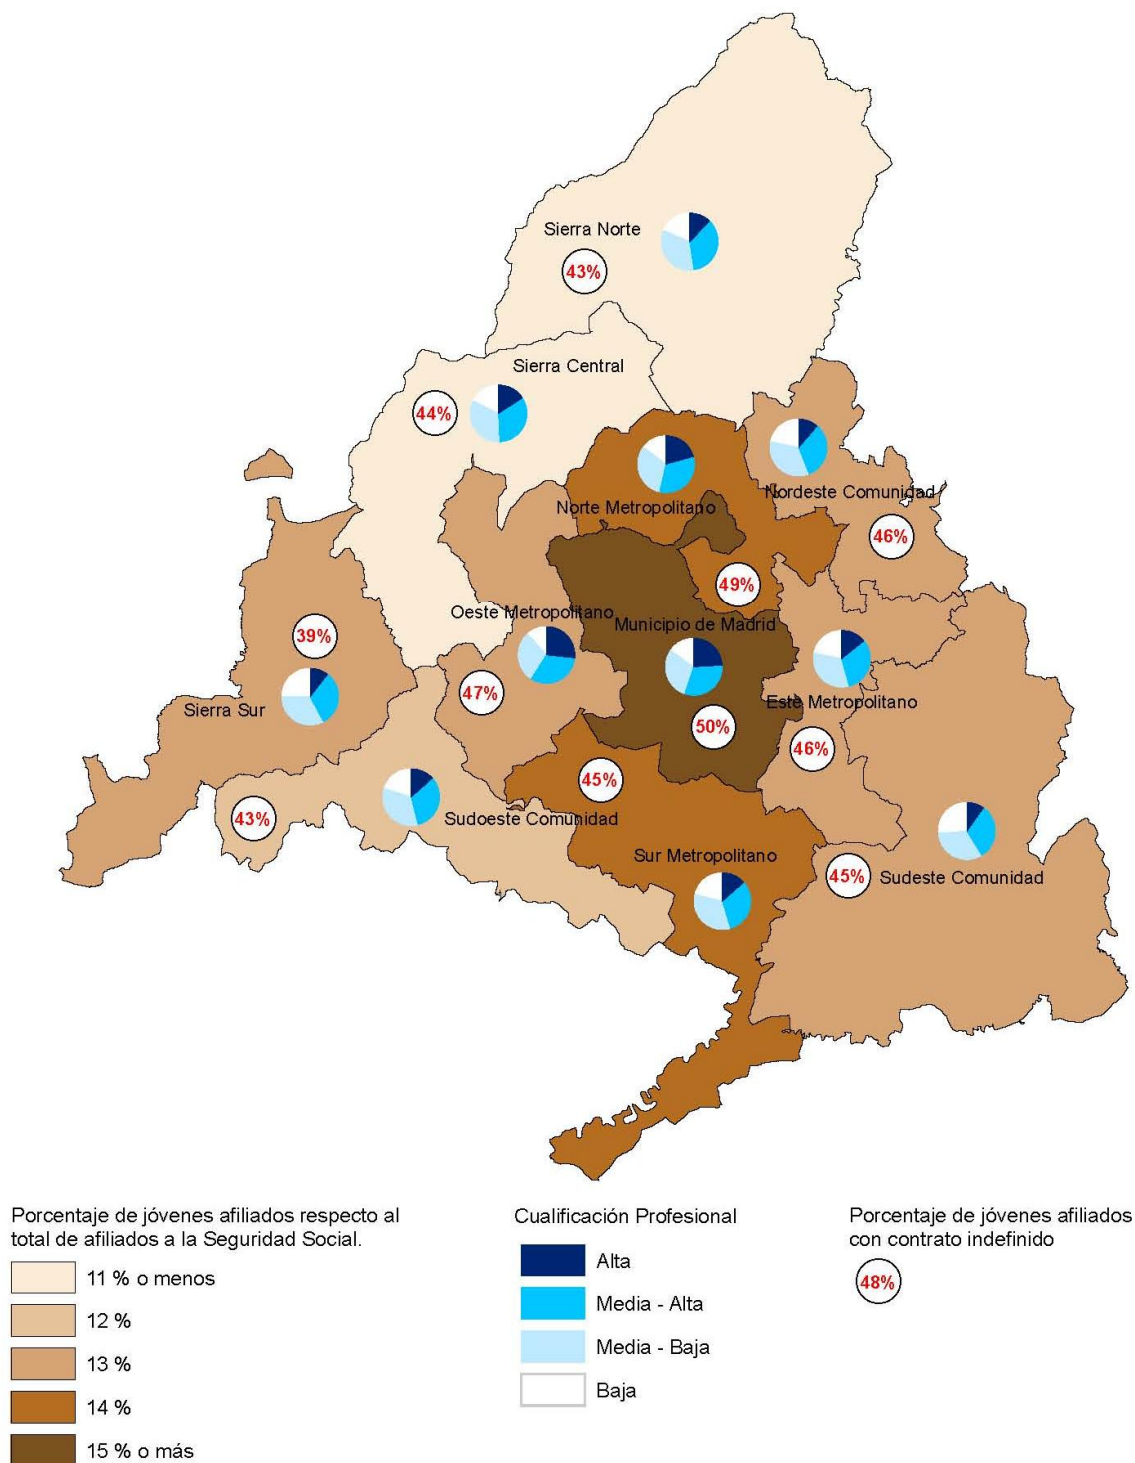 Sierra Norte
43%
Sierra Central
44%
Nordeste Comunidad
Norte Metropolitano
46%
49%
Oeste Metropolitano
Municipio de Madrid
39%
47%
Este Metropolitano
Sierra Sur
50%
46%
45%
43%
Sudoeste Comunidad
Sur Metropolitano
45%
Sudeste Comunidad
Porcentaje de jóvenes afiliados respecto al
total de afiliados a la Seguridad Social.
11 % o menos
12 %
13 %
14 %
15 % o más
Cualificación Profesional
Alta
Media - Alta
Media - Baja
Baja
Porcentaje de jóvenes afiliados
con contrato indefinido
48%